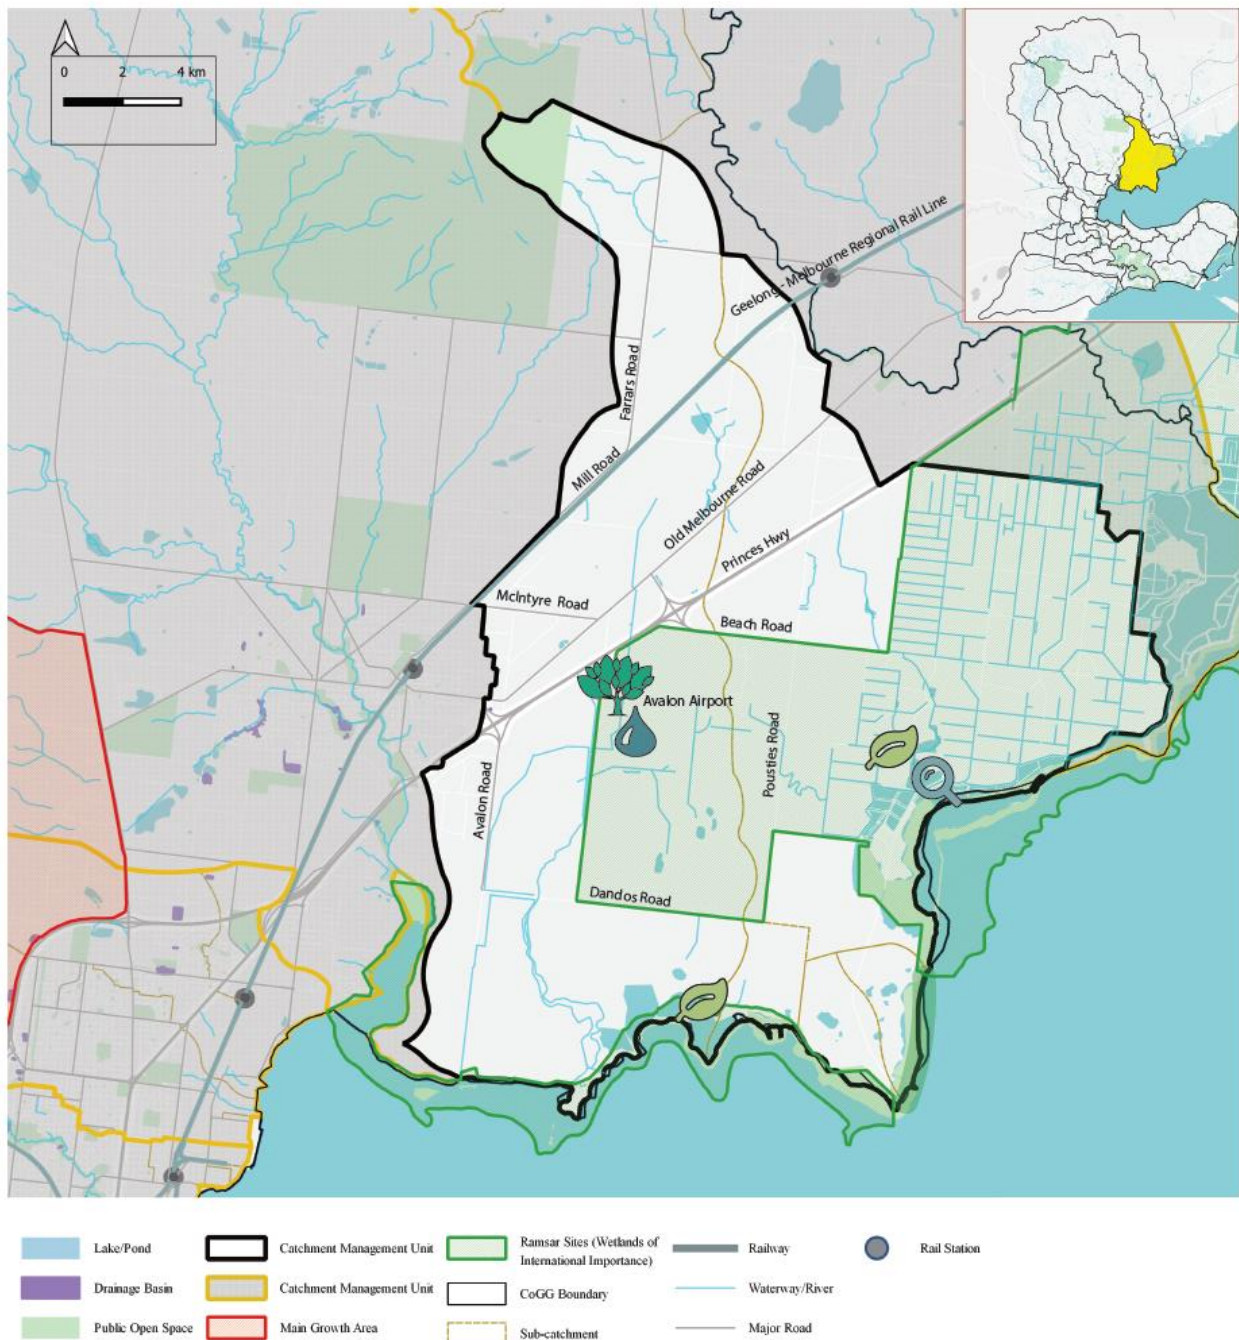 0 2 4 km
Geelong - Melbourne Regional Rail Line
Farrars Road
Mill Road
Old Melbourne Road
Princes Hwy
McIntyre Road
Beach Road
Avalon Airport
Pousties Road
Avalon Road
Dandos Road
Lake/Pond
Drainage Basin
Public Open Space
Catchment Management Unit
Catchment Management Unit
Main Growth Area
Ramsar Sites (Wetlands of
International Importance)
CoGG Boundary
Sub-catchment
Railway
Waterway/River
Major Road
Rail Station